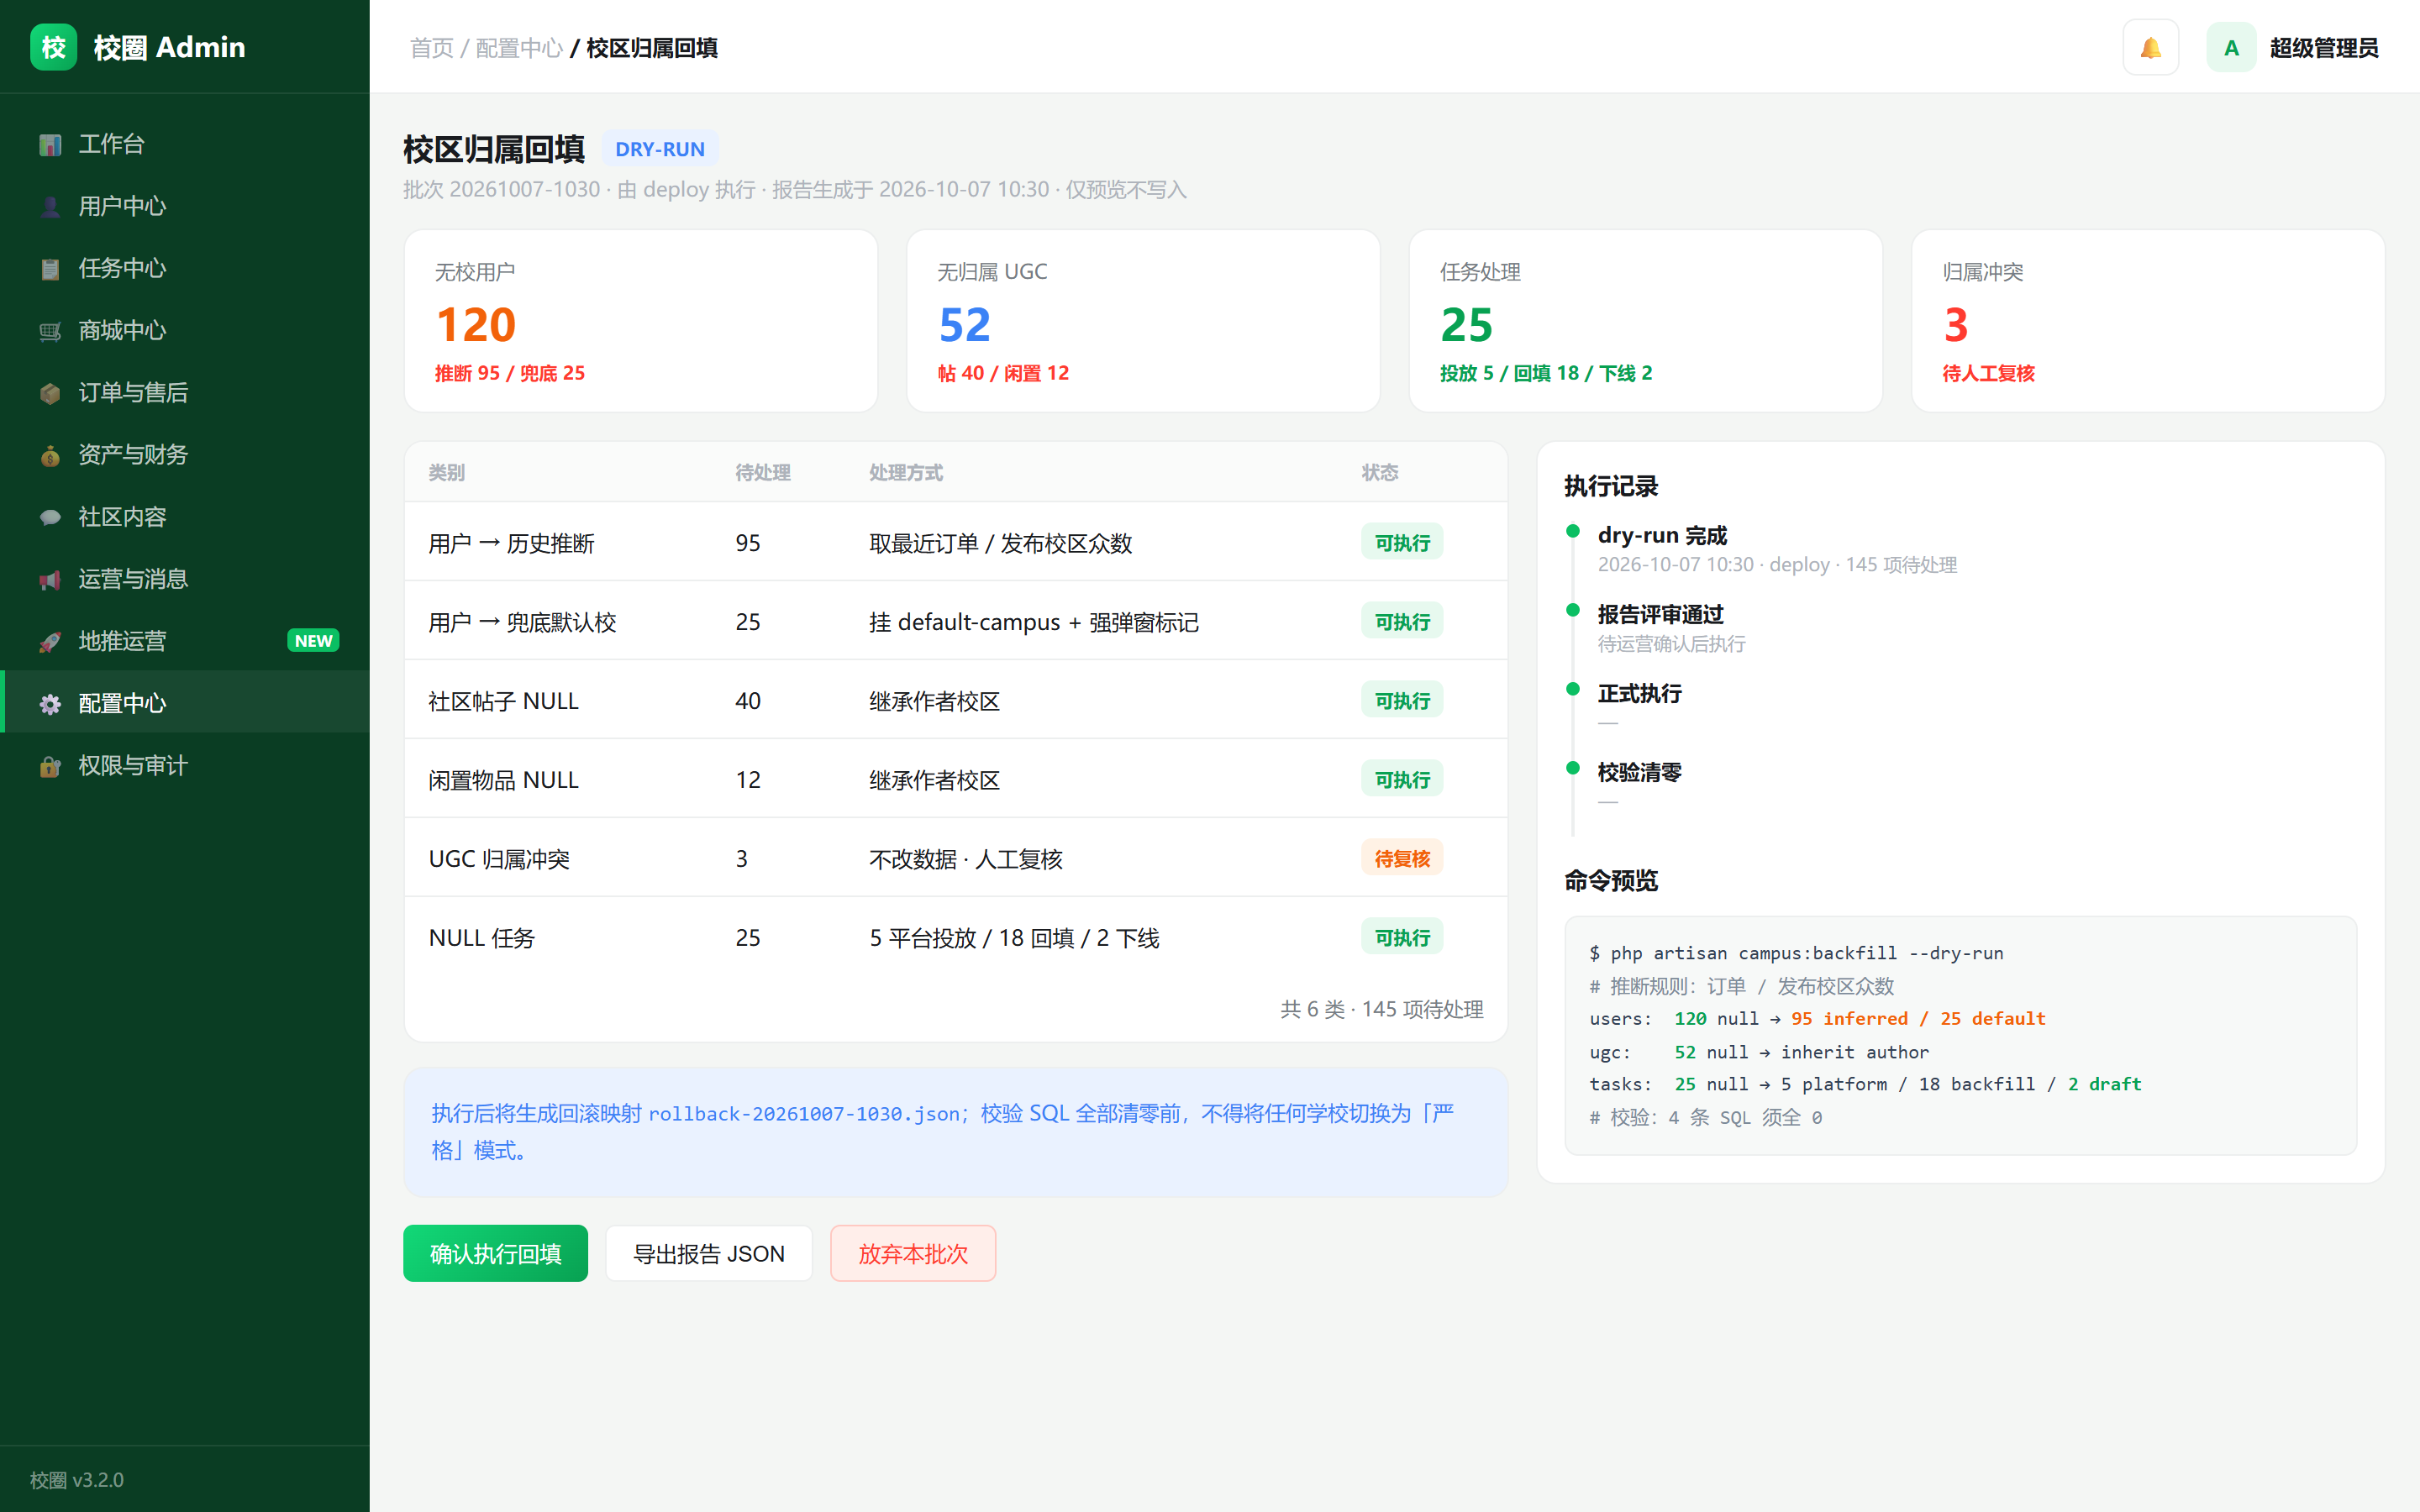 校 校圈 Admin
工作台
用户中心
任务中心
商城中心
订单与售后
资产与财务
社区内容
运营与消息
地推运营 NEW
配置中心
权限与审计
校圈 v3.2.0
首页 / 配置中心 / 校区归属回填
A 超级管理员
校区归属回填 DRY-RUN
批次 20261007-1030 · 由 deploy 执行 · 报告生成于 2026-10-07 10:30 · 仅预览不写入
无校用户
120
推断 95 / 兜底 25
无归属 UGC
52
帖 40 / 闲置 12
任务处理
25
投放 5 / 回填 18 / 下线 2
归属冲突
3
待人工复核
类别 待处理 处理方式 状态
用户 → 历史推断 95 取最近订单 / 发布校区众数 可执行
用户 → 兜底默认校 25 挂 default-campus + 强弹窗标记 可执行
社区帖子 NULL 40 继承作者校区 可执行
闲置物品 NULL 12 继承作者校区 可执行
UGC 归属冲突 3 不改数据 · 人工复核 待复核
NULL 任务 25 5 平台投放 / 18 回填 / 2 下线 可执行
共 6 类 · 145 项待处理
执行后将生成回滚映射 rollback-20261007-1030.json；校验 SQL 全部清零前，不得将任何学校切换为「严
格」模式。
确认执行回填 导出报告 JSON 放弃本批次
执行记录
dry-run 完成
2026-10-07 10:30 · deploy · 145 项待处理
报告评审通过
待运营确认后执行
正式执行
—
校验清零
—
命令预览
$ php artisan campus:backfill --dry-run
# 推断规则：订单 / 发布校区众数
users: 120 null → 95 inferred / 25 default
ugc: 52 null → inherit author
tasks: 25 null → 5 platform / 18 backfill / 2 draft
# 校验：4 条 SQL 须全 0